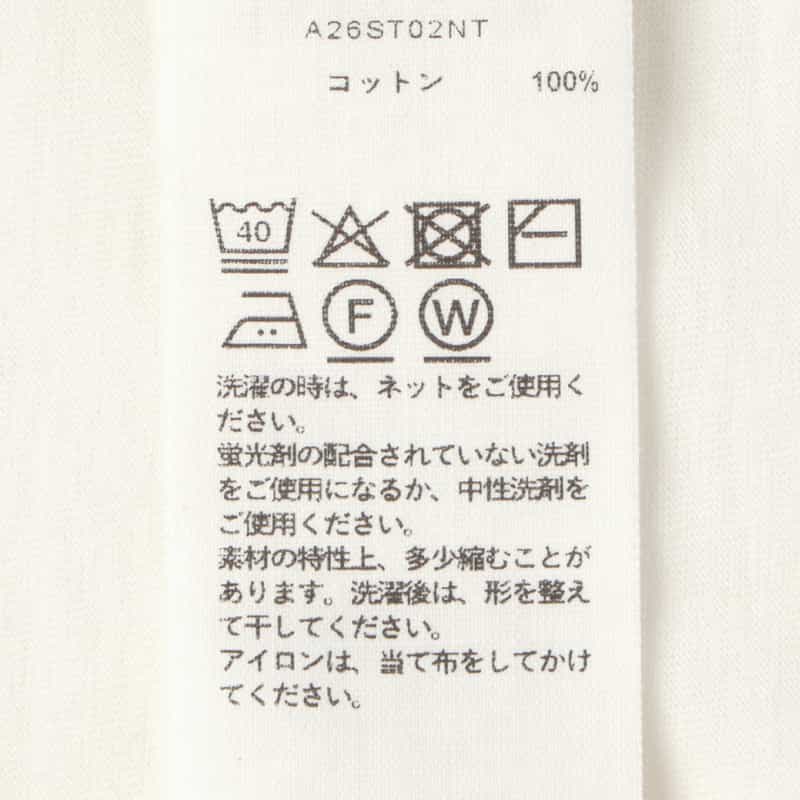 A26ST02NT
コットン 100%
40
F W
洗濯の時は、ネットをご使用く
ださい。
蛍光剤の配合されていない洗剤
をご使用になるか、中性洗剤を
ご使用ください。
素材の特性上、多少縮むことが
あります。洗濯後は、形を整え
て干してください。
アイロンは、当て布をしてかけ
てください。